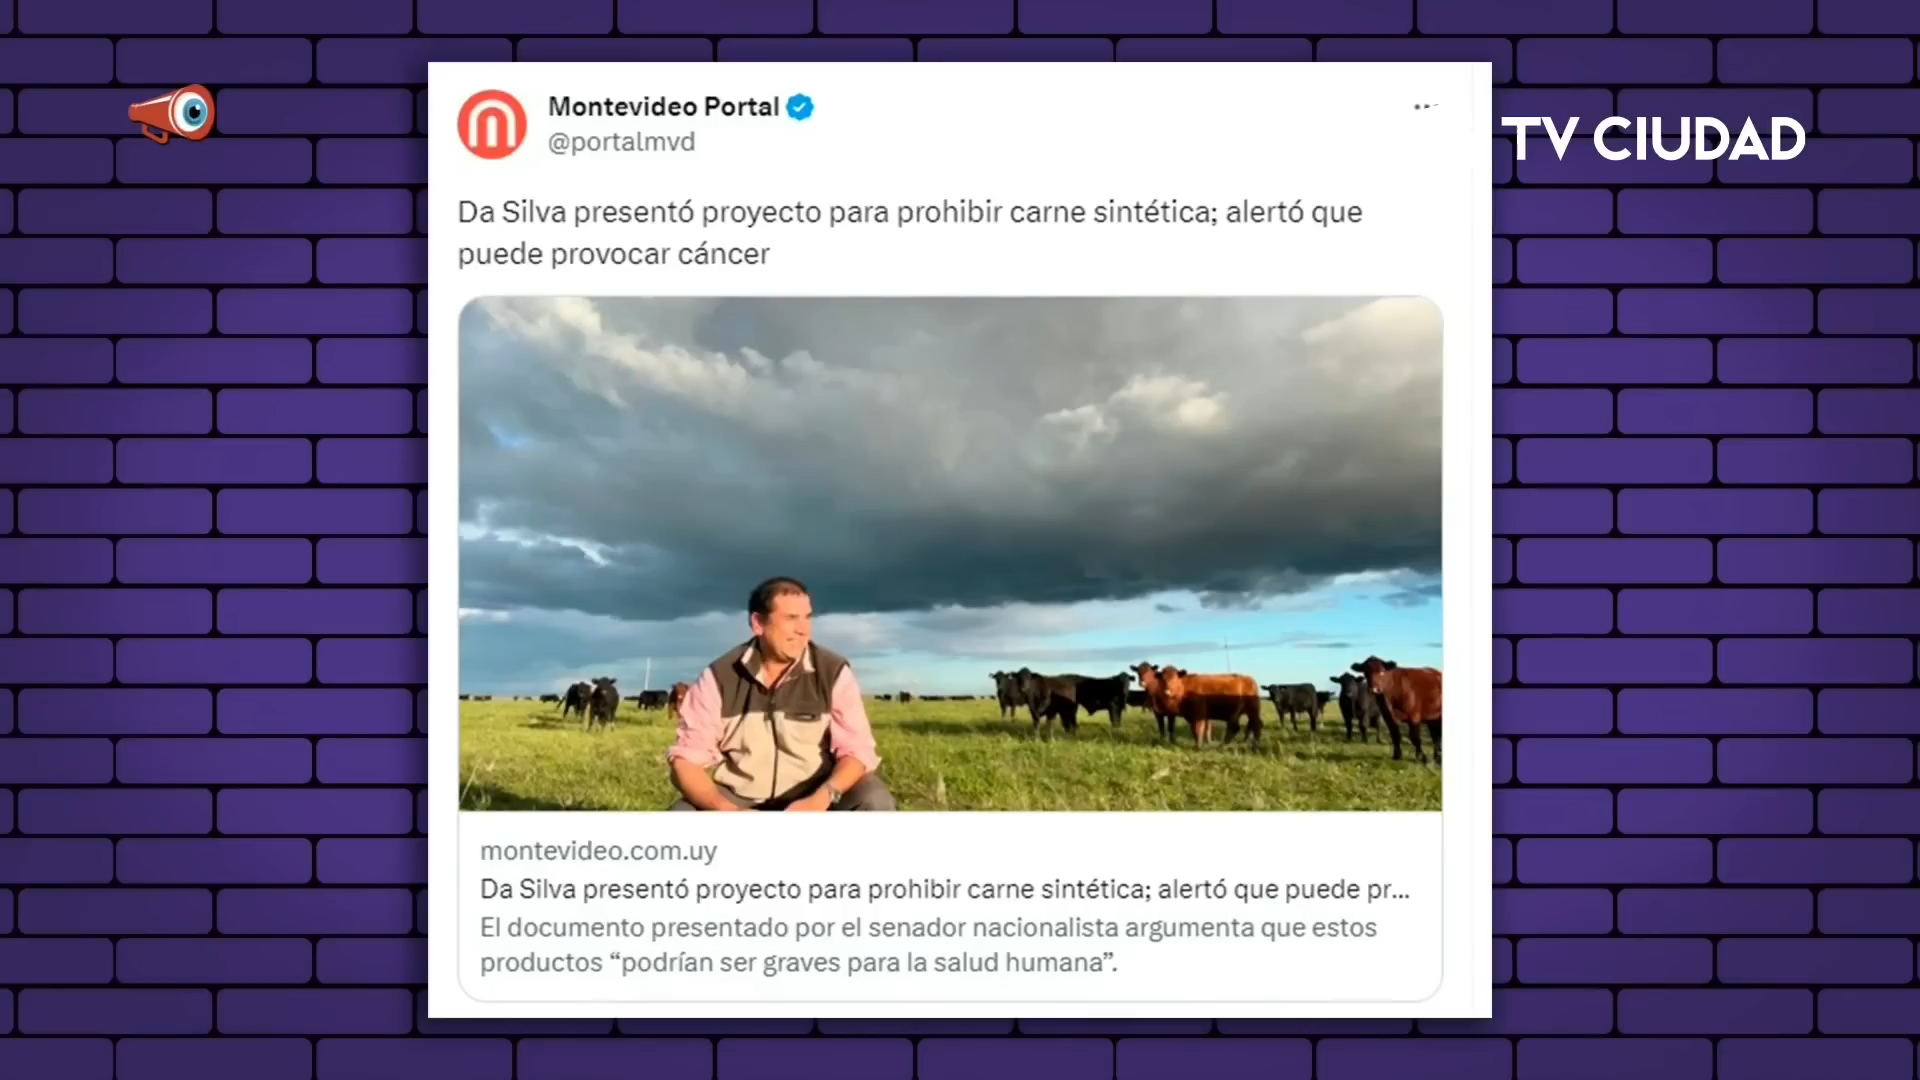 Montevideo Portal
@portalmvd
TV CIUDAD
Da Silva presentó proyecto para prohibir carne sintética; alertó que
puede provocar cáncer
montevideo.com.uy
Da Silva presentó proyecto para prohibir carne sintética; alertó que puede pr...
El documento presentado por el senador nacionalista argumenta que estos
productos “podrían ser graves para la salud humana”.